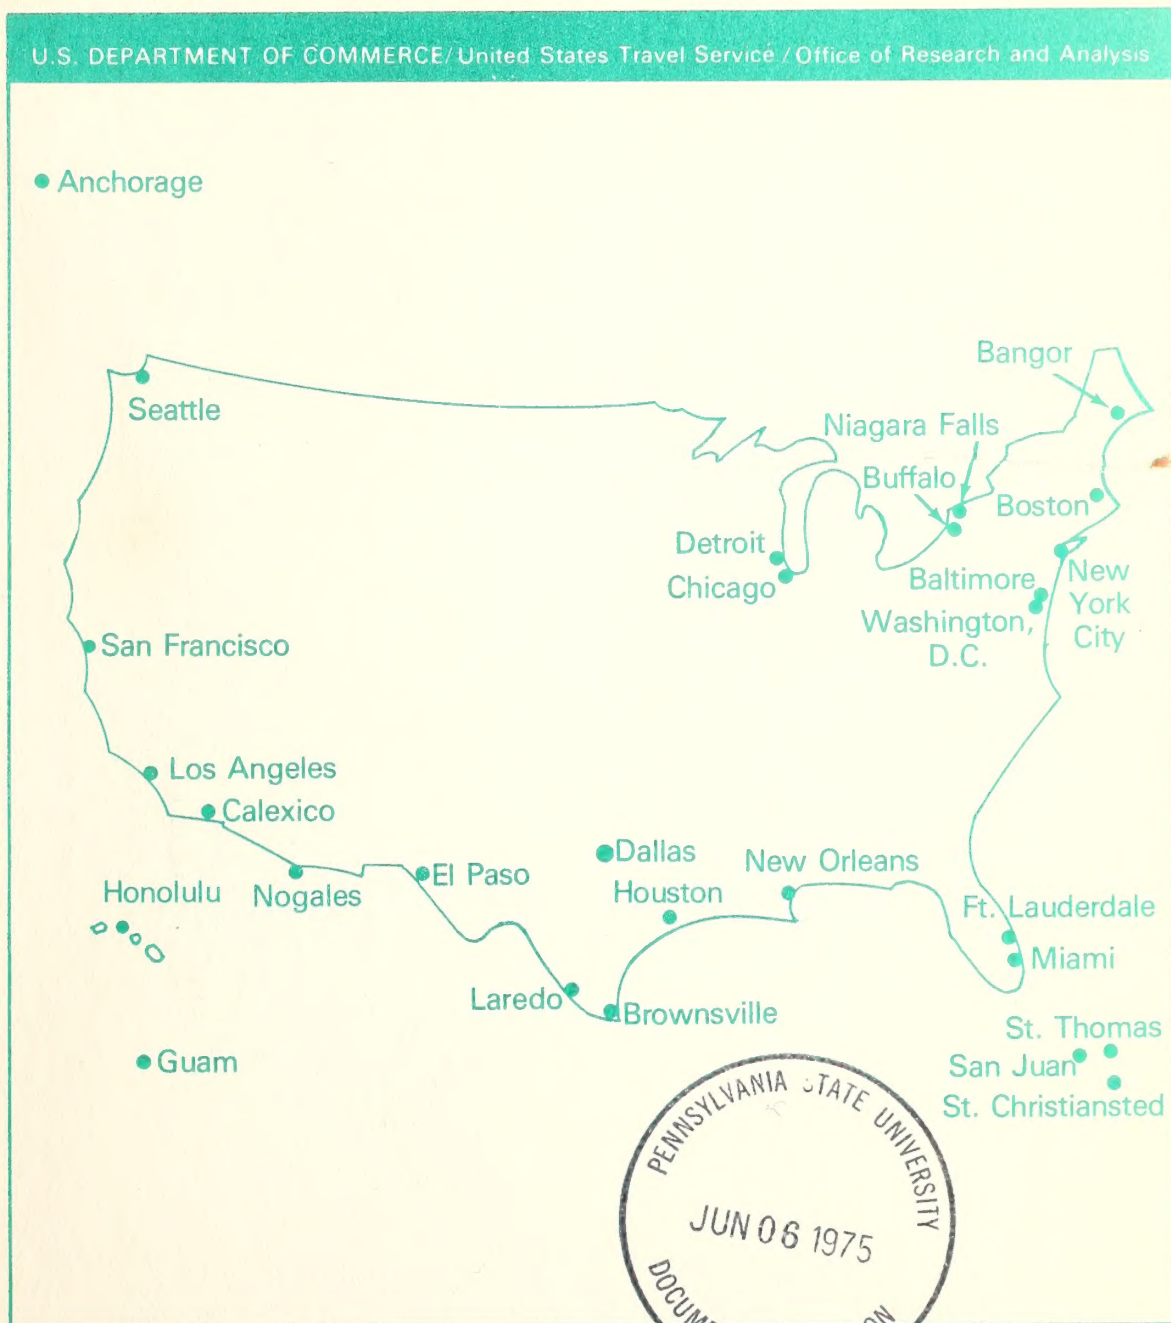 U.S. DEPARTMENT OF COMMERCE/United States Travel Service/Office of Research and Analysis
Anchorage
Bangor
Seattle
Niagara Falls
Buffalo
Boston
Detroit
Chicago
Baltimore
New
York
City
Washington,
D.C.
San Francisco
Los Angeles
Calexico
Dallas
New Orleans
El Paso
Honolulu
Nogales
Houston
Ft. Lauderdale
Miami
Laredo
Brownsville
St. Thomas
San Juan
Guam
St. Christiansted
PENNSYLVANIA STATE UNIVERSITY
JUN 06 1975